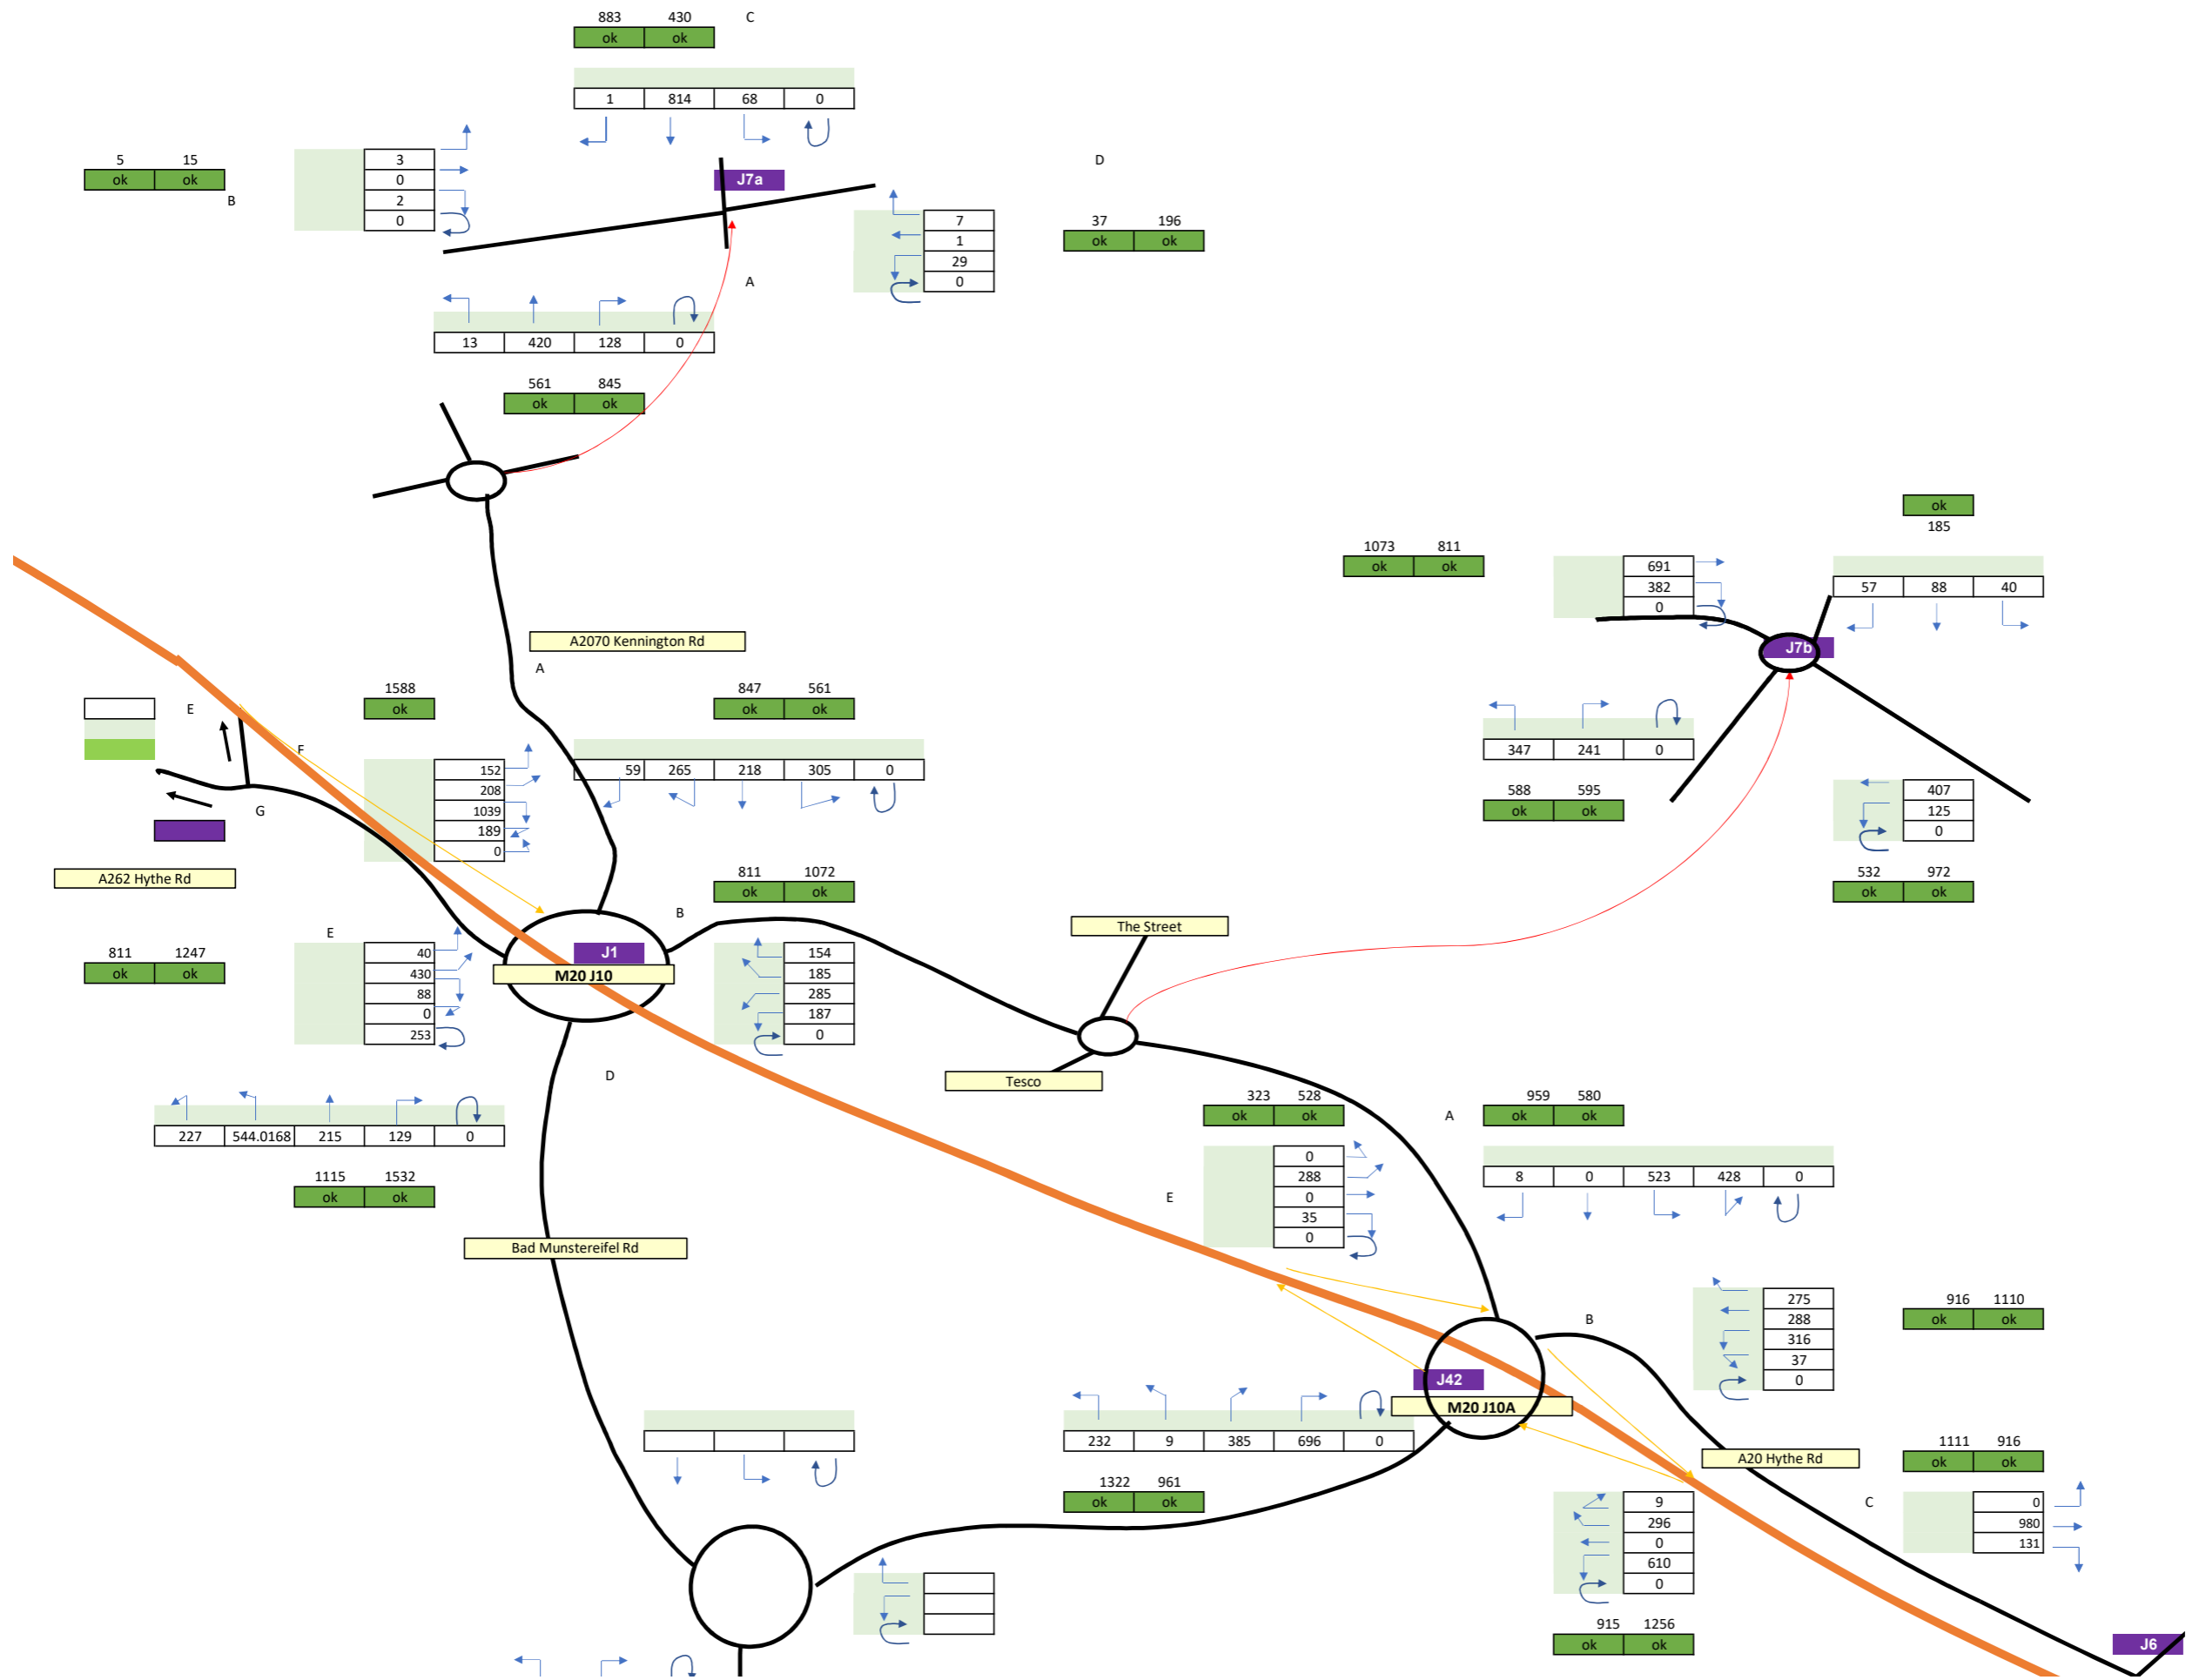 883 430 C
ok ok
1 814 68 0
5 15
ok ok
B
3
0
2
0
J7a
D
7
1
29
0
37 196
ok ok
A
13 420 128 0
561 845
ok ok
ok
185
1073 811
ok ok
691
382
0
57 88 40
J7b
A2070 Kennington Rd
A
1588
ok
847 561
ok ok
E
F
G
152
208
1039
189
0
59 265 218 305 0
347 241 0
588 595
ok ok
407
125
0
532 972
ok ok
A262 Hythe Rd
811 1072
ok ok
B
The Street
E
811 1247
ok ok
40
430
88
0
253
J1
M20 J10
154
185
285
187
0
D
Tesco
227 544.0168 215 129 0
1115 1532
ok ok
323 528
ok ok
A
959 580
ok ok
E
0
288
0
35
0
8 0 523 428 0
Bad Munstereifel Rd
275
288
316
37
0
916 1110
ok ok
B
J42
M20 J10A
232 9 385 696 0
1322 961
ok ok
A20 Hythe Rd
1111 916
ok ok
C
0
980
131
9
296
0
610
0
915 1256
ok ok
J6